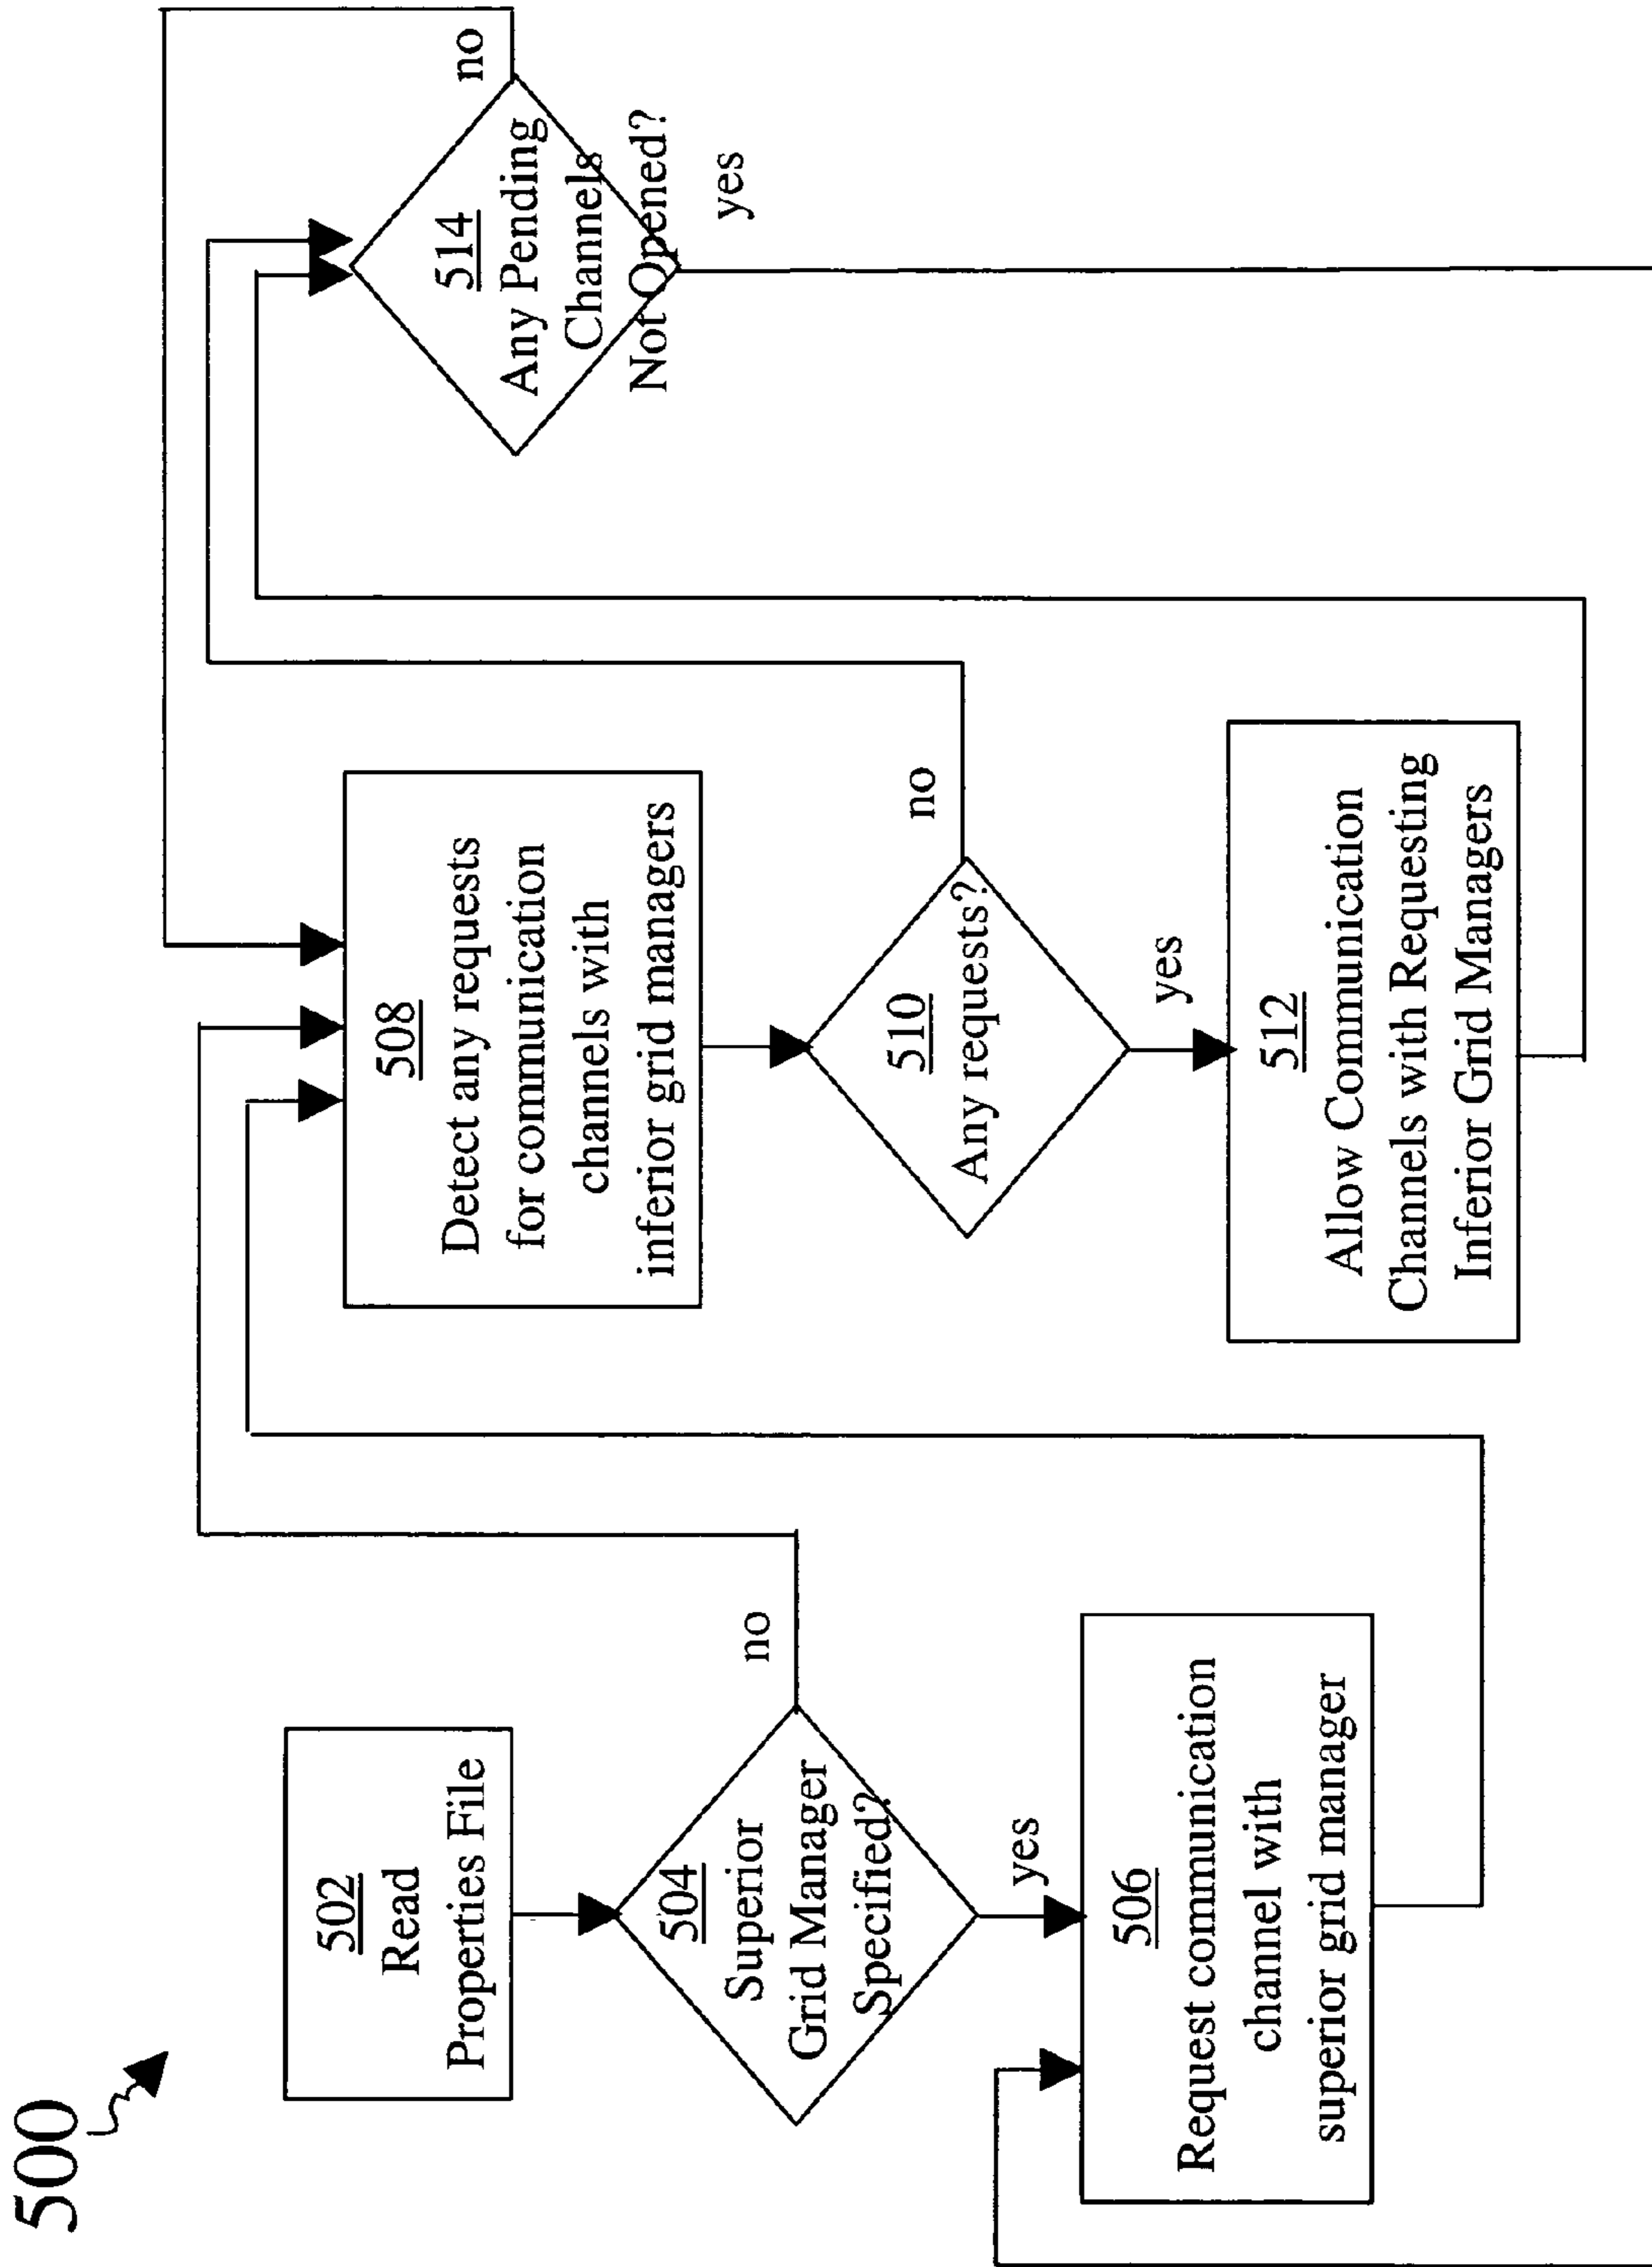 500
502
Read
Properties File
504
Superior
Grid Manager
Specified?
no
yes
506
Request communication
channel with
superior grid manager
508
Detect any requests
for communication
channels with
inferior grid managers
510
Any requests?
no
yes
512
Allow Communication
Channels with Requesting
Inferior Grid Managers
514
Any Pending
Channels
Not Opened?
no
yes